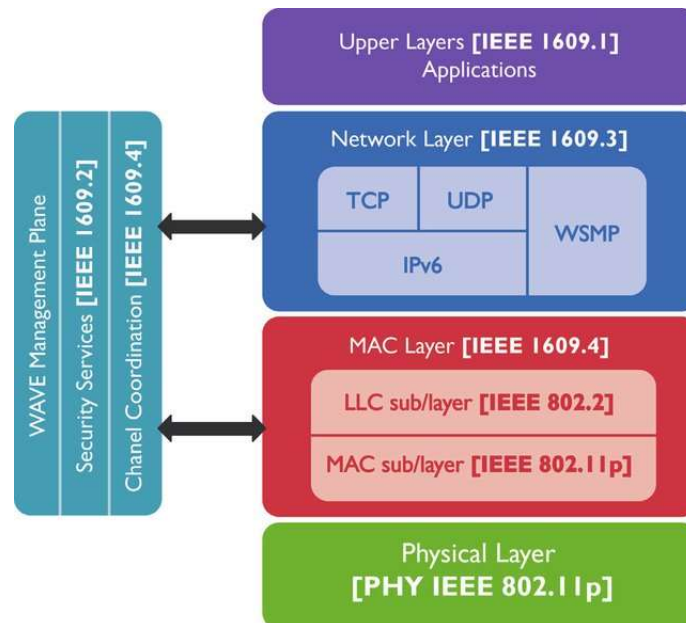 Upper Layers [IEEE 1609.1]
Applications
WAVE Management Plane
Security Services [IEEE 1609.2]
Chanel Coordination [IEEE 1609.4]
Network Layer [IEEE 1609.3]
TCP
UDP
WSMP
IPv6
MAC Layer [IEEE 1609.4]
LLC sub/layer [IEEE 802.2]
MAC sub/layer [IEEE 802.11p]
Physical Layer
[PHY IEEE 802.11p]